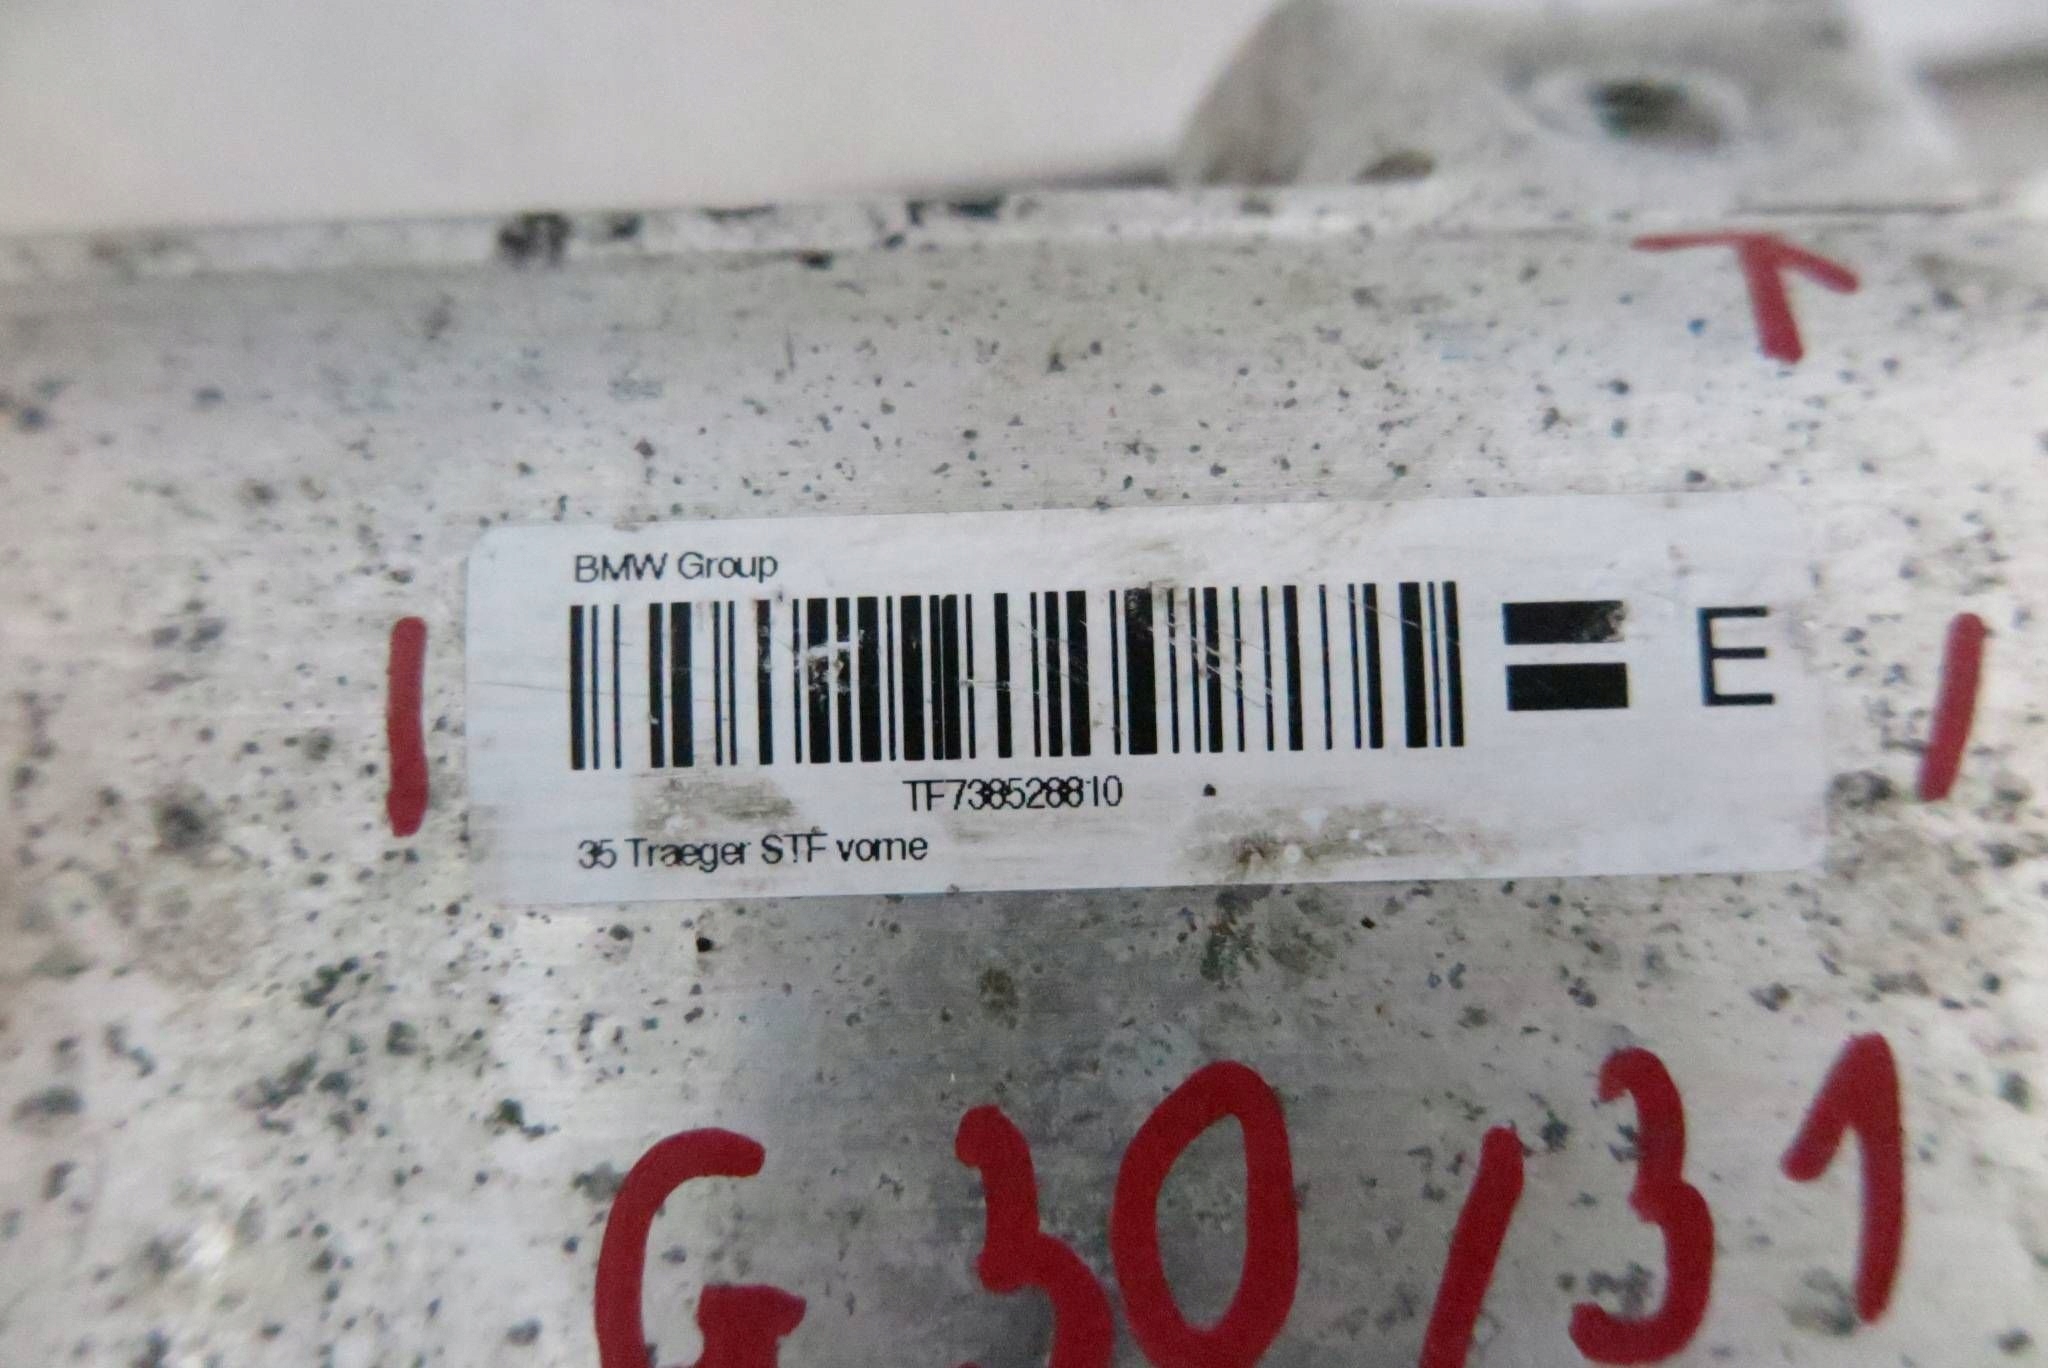 BMW Group
E
TF738528810
35 Traeger STF vorne
G30/31